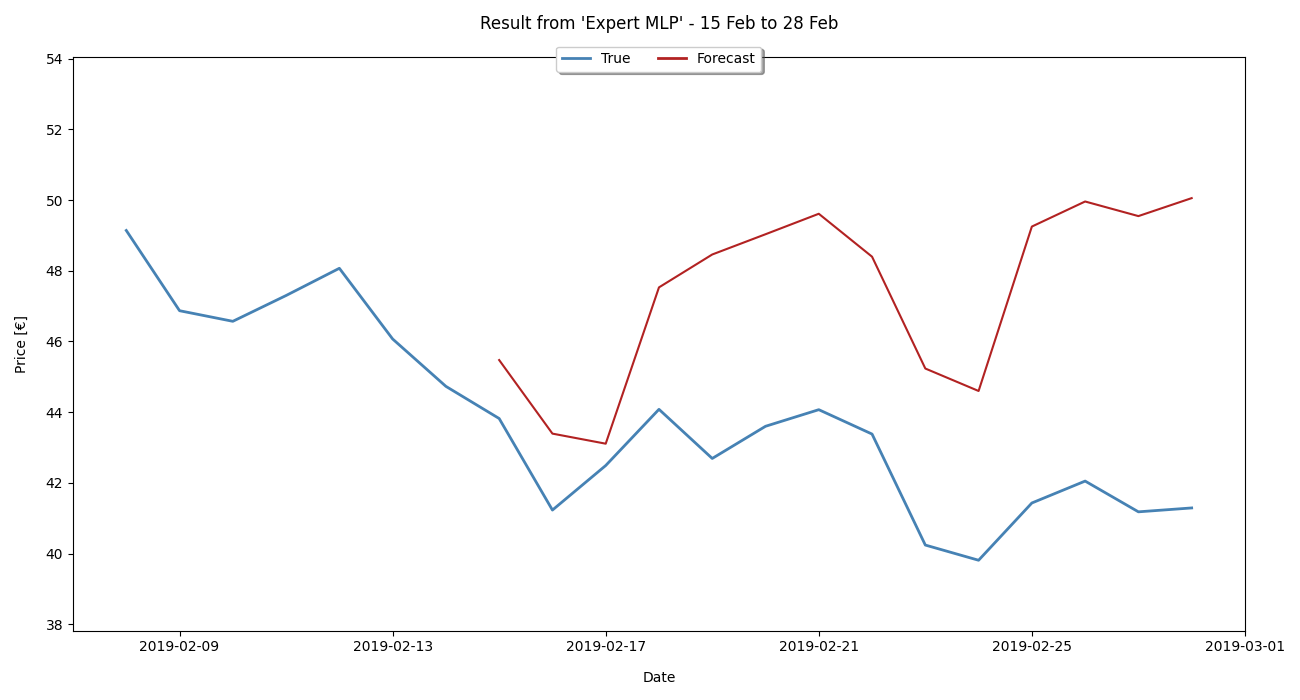 Result from 'Expert MLP' - 15 Feb to 28 Feb
True Forecast
54
52
50
48
46
44
42
40
38
Price [€]
2019-02-09 2019-02-13 2019-02-17 2019-02-21 2019-02-25 2019-03-01
Date